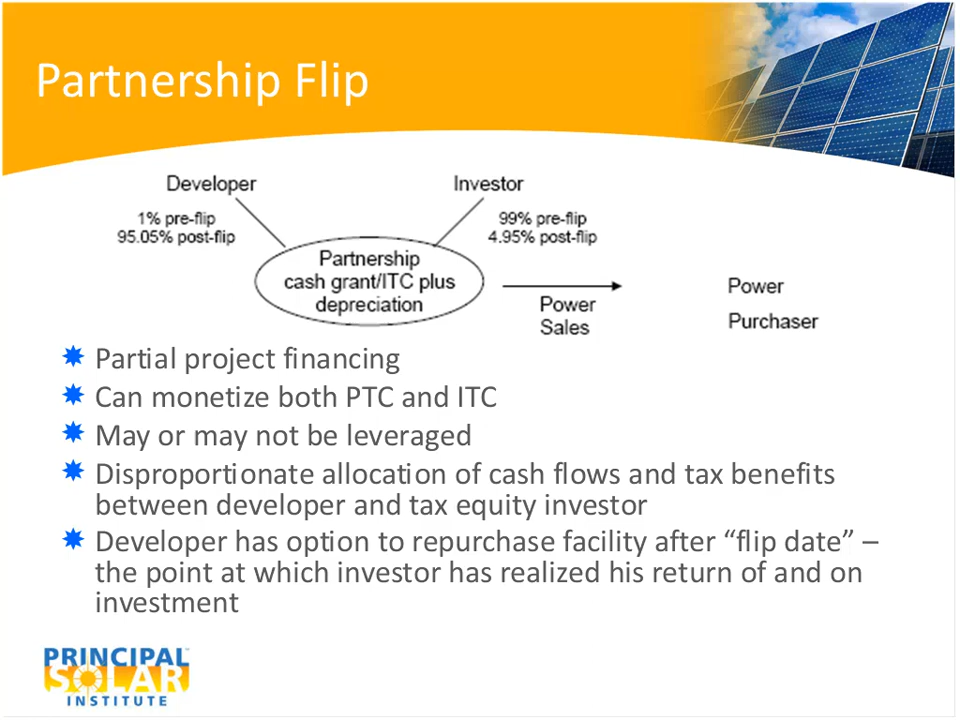 Partnership Flip
Developer
Investor
1% pre-flip
95.05% post-flip
99% pre-flip
4.95% post-flip
Partnership
cash grant/ITC plus
depreciation
Power
Sales
Power
Purchaser
Partial project financing
Can monetize both PTC and ITC
May or may not be leveraged
Disproportionate allocation of cash flows and tax benefits
between developer and tax equity investor
Developer has option to repurchase facility after “flip date” –
the point at which investor has realized his return of and on
investment
PRINCIPAL
SOLAR
INSTITUTE